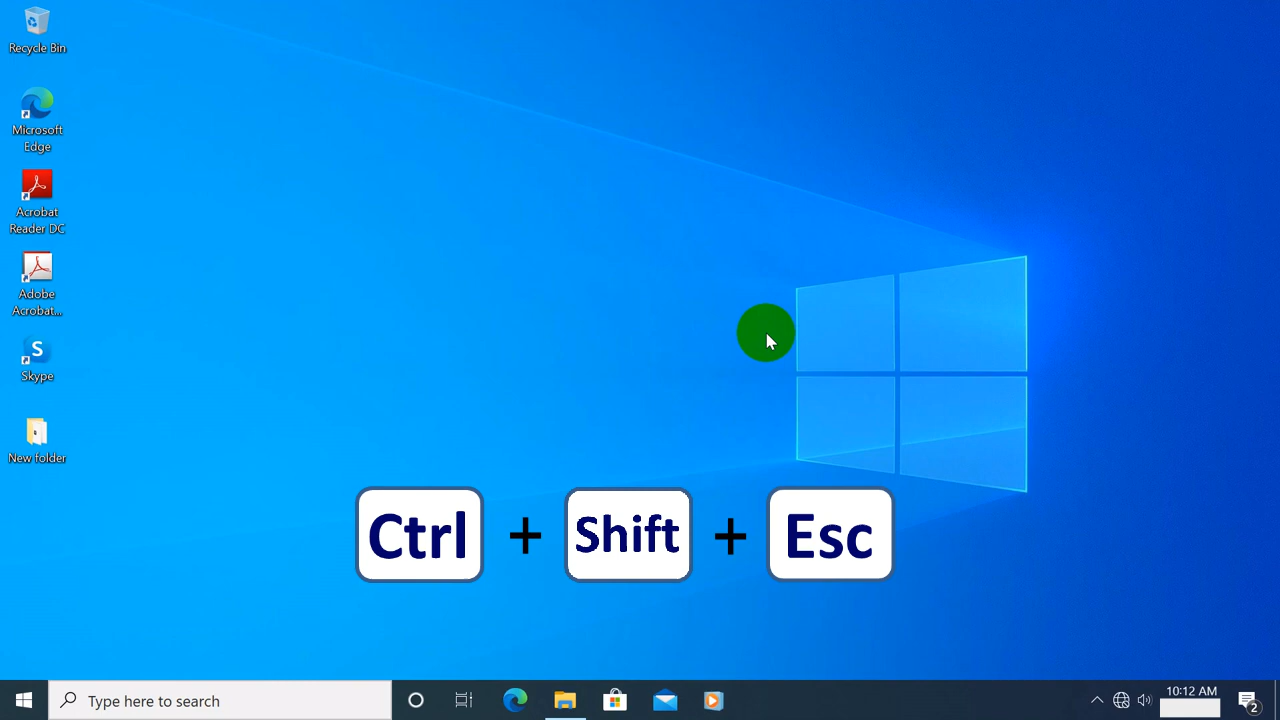 Recycle Bin
Microsoft
Edge
Acrobat
Reader DC
Adobe
Acrobat...
S
Skype
New folder
Ctrl + Shift + Esc
Type here to search
10:12 AM
2